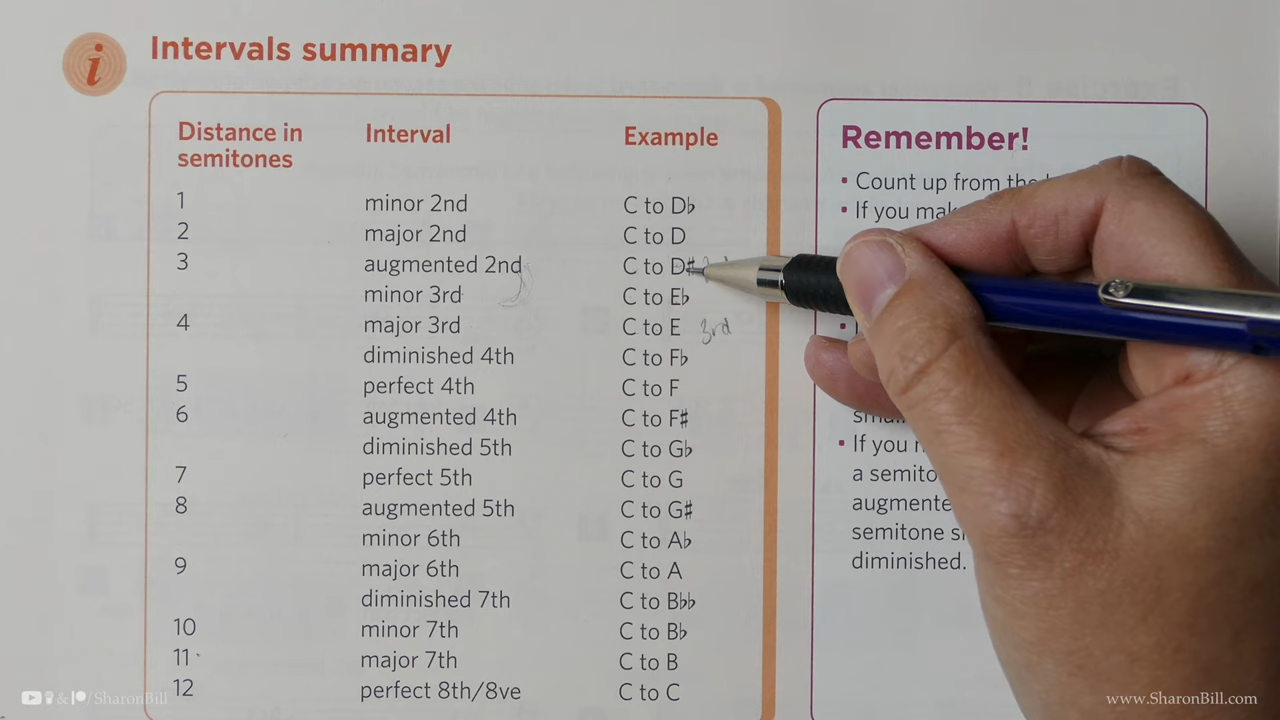 Intervals summary
Distance in semitones Interval Example
1 minor 2nd C to D♭
2 major 2nd C to D
3 augmented 2nd C to D♯
minor 3rd C to E♭
4 major 3rd C to E 3rd
diminished 4th C to F♭
5 perfect 4th C to F
6 augmented 4th C to F♯
diminished 5th C to G♭
7 perfect 5th C to G
8 augmented 5th C to G♯
minor 6th C to A♭
9 major 6th C to A
diminished 7th C to B♭♭
10 minor 7th C to B♭
11 major 7th C to B
12 perfect 8th/8ve C to C
Remember!
• Count up from the
• If you
• If you
a
semitone
diminished.
/SharonBill
www.SharonBill.com